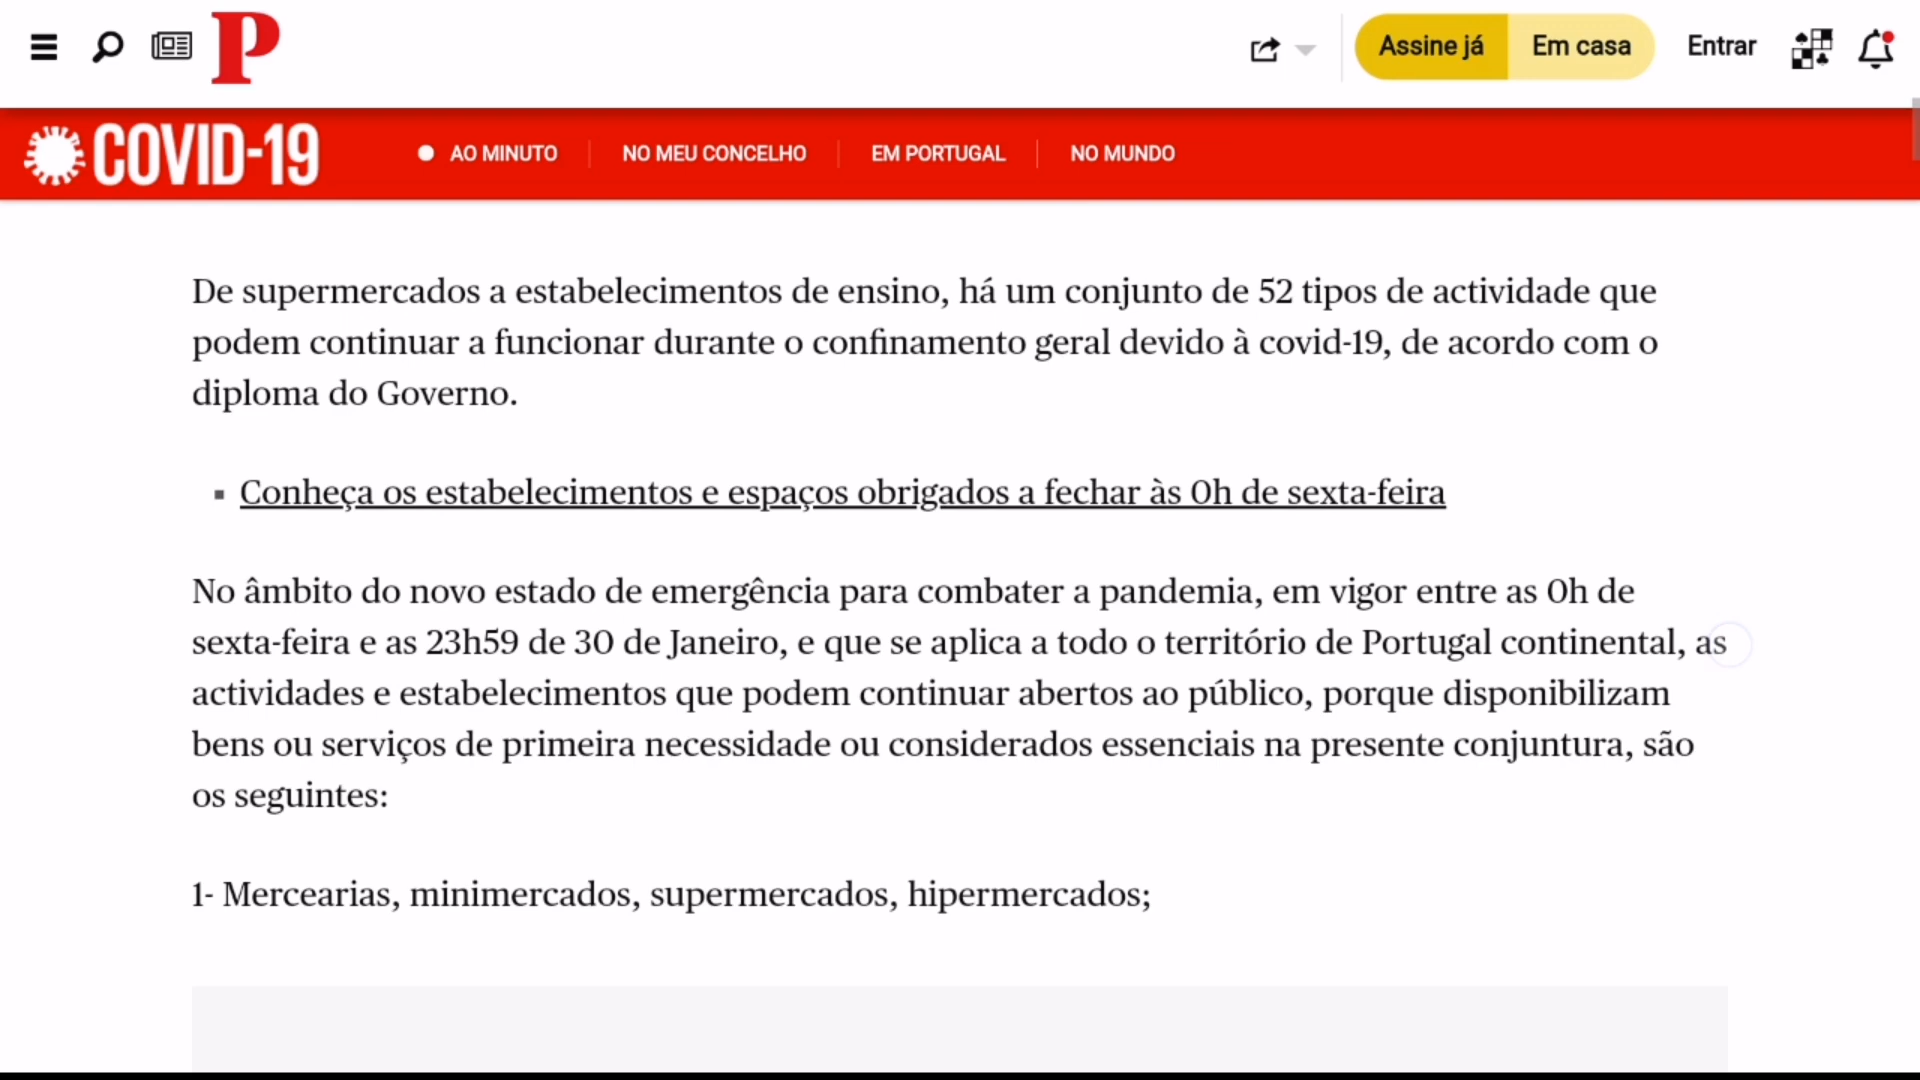 P
Assine já
Em casa
Entrar
COVID-19
AO MINUTO
NO MEU CONCELHO
EM PORTUGAL
NO MUNDO
De supermercados a estabelecimentos de ensino, há um conjunto de 52 tipos de actividade que
podem continuar a funcionar durante o confinamento geral devido à covid-19, de acordo com o
diploma do Governo.
▪ Conheça os estabelecimentos e espaços obrigados a fechar às 0h de sexta-feira
No âmbito do novo estado de emergência para combater a pandemia, em vigor entre as 0h de
sexta-feira e as 23h59 de 30 de Janeiro, e que se aplica a todo o território de Portugal continental, as
actividades e estabelecimentos que podem continuar abertos ao público, porque disponibilizam
bens ou serviços de primeira necessidade ou considerados essenciais na presente conjuntura, são
os seguintes:
1- Mercearias, minimercados, supermercados, hipermercados;